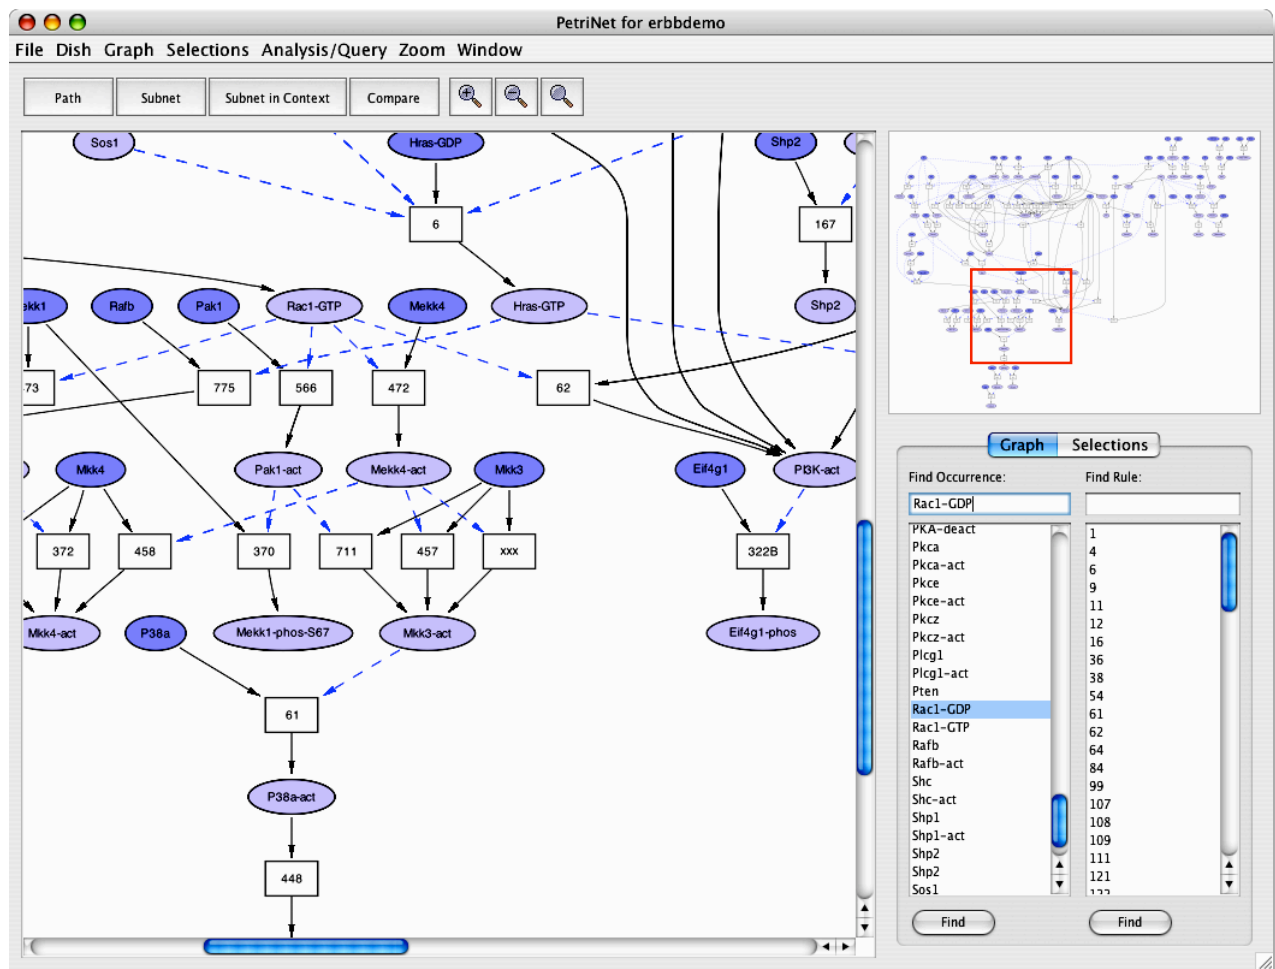 PetriNet for erbbdemo
File Dish Graph Selections Analysis/Query Zoom Window
Path Subnet Subnet in Context Compare
Sos1 Hras-GDP Shp2
6 167
ekk1 Rafb Pak1 Rac1-GTP Mekk4 Hras-GTP Shp2
73 775 566 472 62
Mkk4 Pak1-act Mekk4-act Mkk3 Eif4g1 PI3K-act
372 458 370 711 457 xxx 322B
Mkk4-act P38a Mekk1-phos-S67 Mkk3-act Eif4g1-phos
61
P38a-act
448
Graph Selections
Find Occurrence: Find Rule:
Rac1-GDP
PKA-deact
Pkca
Pkca-act
Pkce
Pkce-act
Pkcz
Pkcz-act
Plcg1
Plcg1-act
Pten
Rac1-GDP
Rac1-GTP
Rafb
Rafb-act
Shc
Shc-act
Shp1
Shp1-act
Shp2
Shp2
Sos1
1
4
6
9
11
12
16
36
38
54
61
62
64
84
99
107
108
109
111
121
122
Find Find